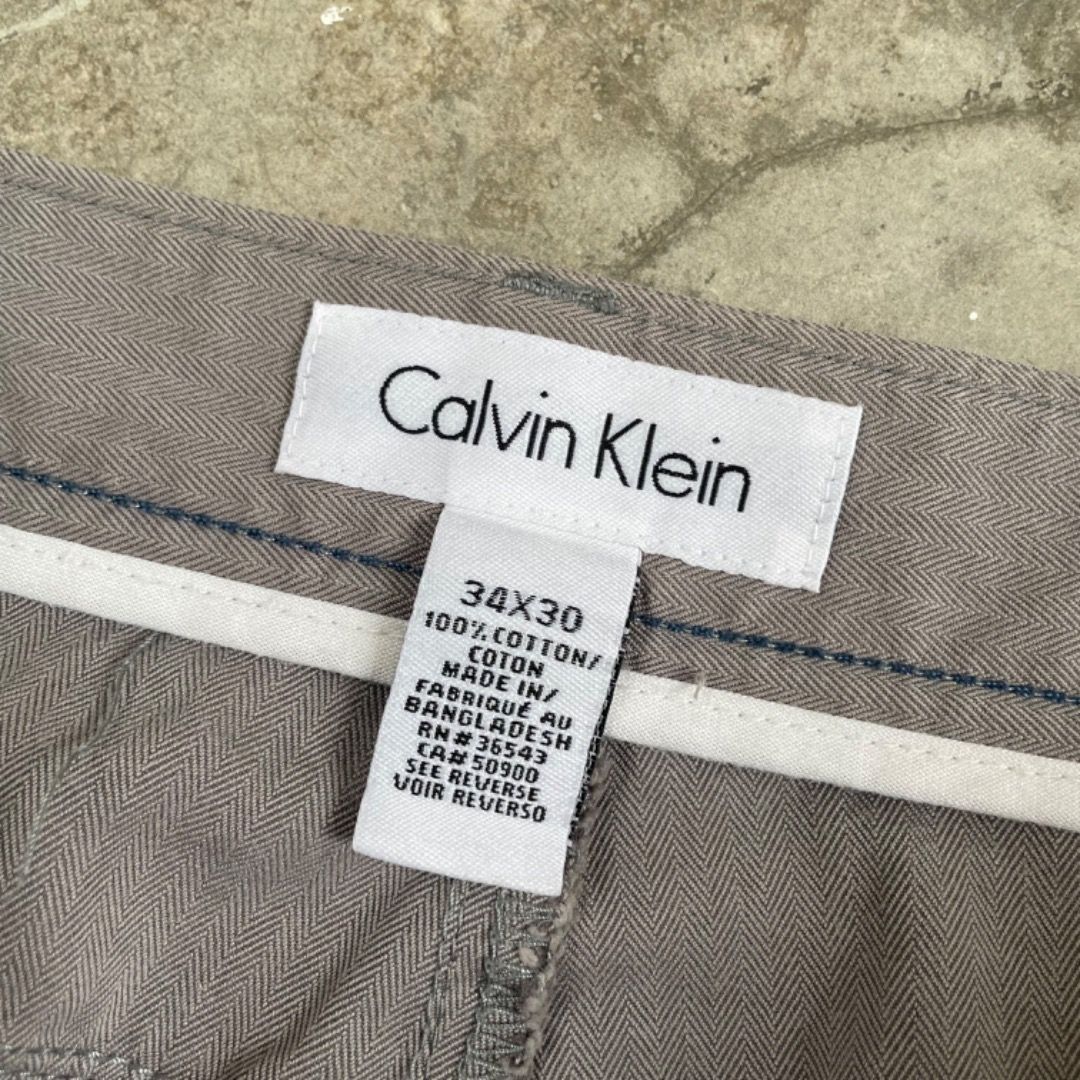 Calvin Klein
34X30
100% COTTON/
COTON
MADE IN/
FABRIQUÉ AU
BANGLADESH
RN# 36543
CA# 50900
SEE REVERSE
VOIR REVERSO